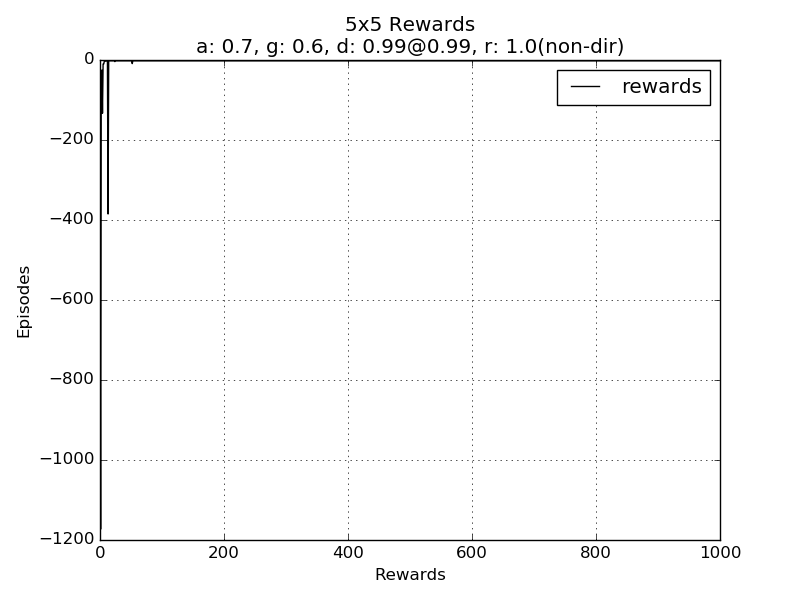 5x5 Rewards
a: 0.7, g: 0.6, d: 0.99@0.99, r: 1.0(non-dir)
rewards
0
−200
−400
−600
−800
−1000
−1200
Episodes
0 200 400 600 800 1000
Rewards